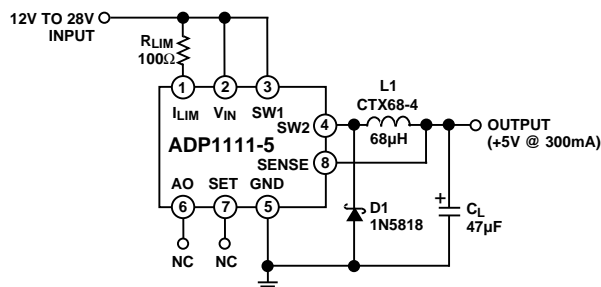 12V TO 28V
INPUT
RLIM
100Ω
1
2
3
ILIM
VIN
SW1
L1
CTX68-4
68µH
SW2
4
ADP1111-5
OUTPUT
(+5V @ 300mA)
SENSE
8
AO
SET
GND
6
7
5
D1
1N5818
+
CL
47µF
NC
NC